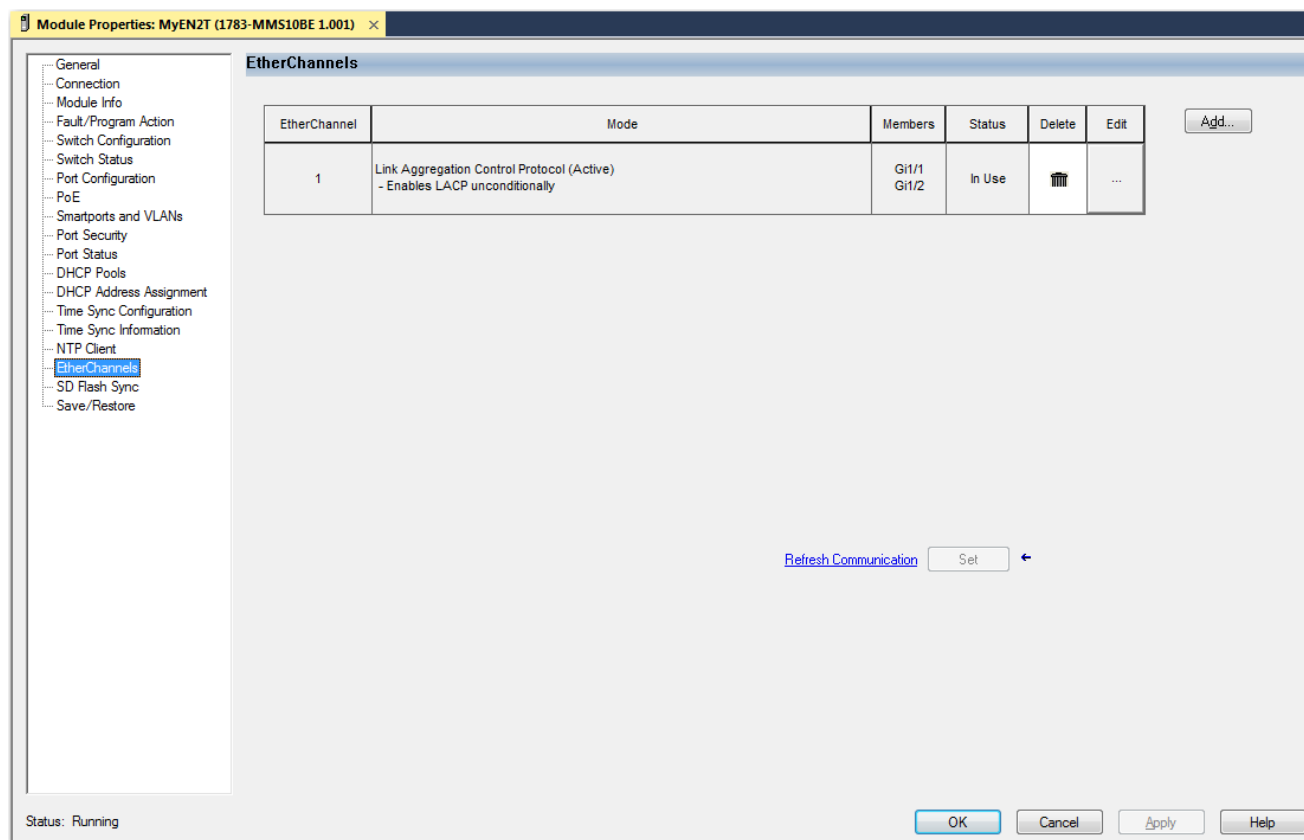 Module Properties: MyEN2T (1783-MMS10BE 1.001)
General
Connection
Module Info
Fault/Program Action
Switch Configuration
Switch Status
Port Configuration
PoE
Smartports and VLANs
Port Security
Port Status
DHCP Pools
DHCP Address Assignment
Time Sync Configuration
Time Sync Information
NTP Client
EtherChannels
SD Flash Sync
Save/Restore
EtherChannels
EtherChannel Mode Members Status Delete Edit
1
Link Aggregation Control Protocol (Active)
- Enables LACP unconditionally
Gi1/1
Gi1/2
In Use
...
Add...
Refresh Communication Set
Status: Running
OK Cancel Apply Help